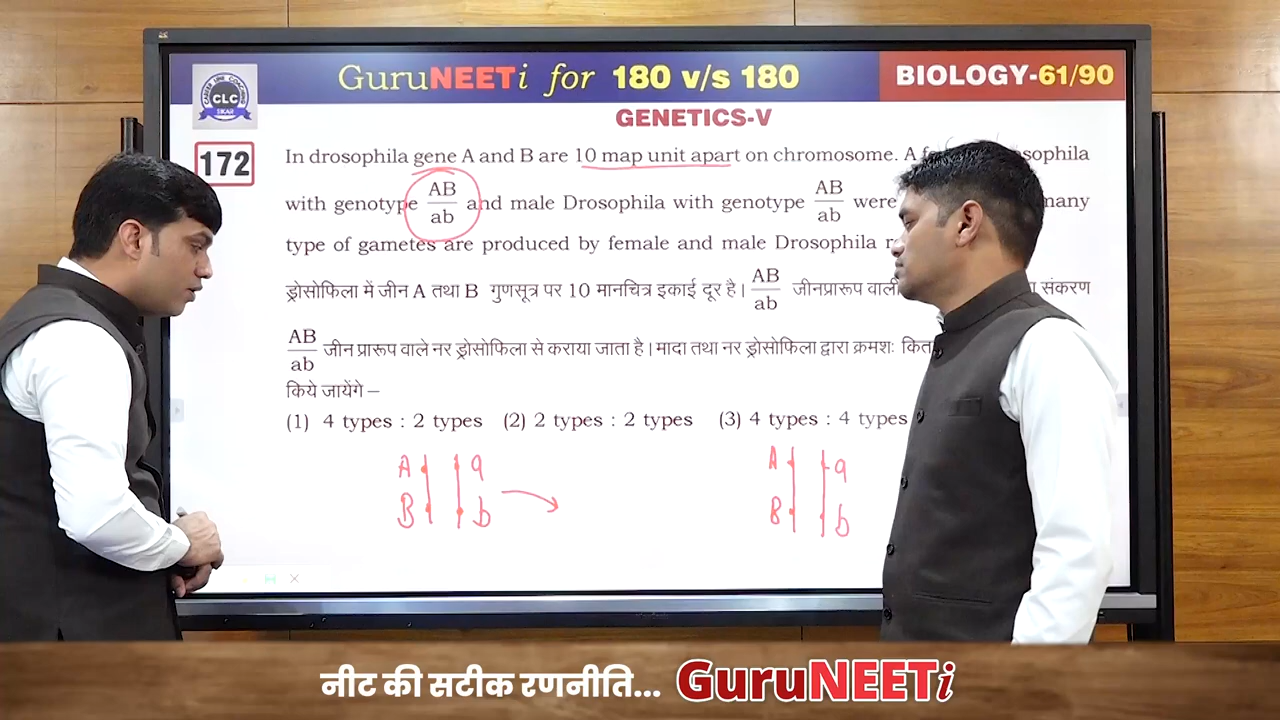 GuruNEETi for 180 v/s 180
BIOLOGY-61/90
CLC
SIKAR
GENETICS-V
172
In drosophila gene A and B are 10 map unit apart on chromosome. A
with genotype AB/ab and male Drosophila with genotype AB/ab were many
type of gametes are produced by female and male Drosophila
ड्रोसोफिला में जीन A तथा B गुणसूत्र पर 10 मानचित्र इकाई दूर है। AB/ab जीनप्रारूप संकरण
AB/ab जीन प्रारूप वाले नर ड्रोसोफिला से कराया जाता है। मादा तथा नर ड्रोसोफिला द्वारा क्रमशः
किये जायेंगे –
(1) 4 types : 2 types (2) 2 types : 2 types (3) 4 types : 4 types
A a A a
B b B b
नीट की सटीक रणनीति... GuruNEETi